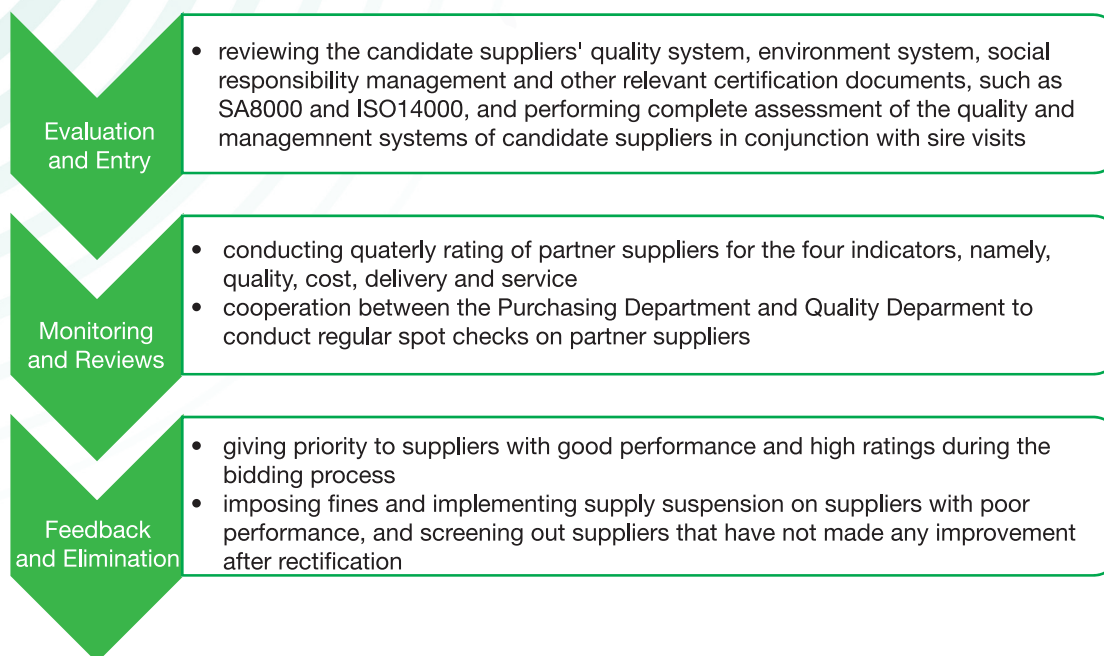 Evaluation
and Entry
• reviewing the candidate suppliers' quality system, environment system, social
responsibility management and other relevant certification documents, such as
SA8000 and ISO14000, and performing complete assessment of the quality and
managemnent systems of candidate suppliers in conjunction with sire visits
Monitoring
and Reviews
• conducting quaterly rating of partner suppliers for the four indicators, namely,
quality, cost, delivery and service
• cooperation between the Purchasing Department and Quality Deparment to
conduct regular spot checks on partner suppliers
Feedback
and Elimination
• giving priority to suppliers with good performance and high ratings during the
bidding process
• imposing fines and implementing supply suspension on suppliers with poor
performance, and screening out suppliers that have not made any improvement
after rectification